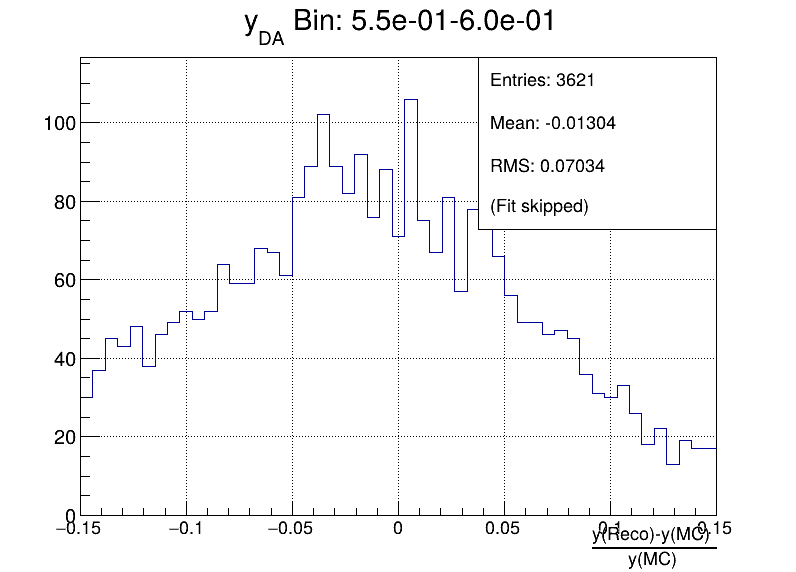 y_DA Bin: 5.5e-01-6.0e-01
Entries: 3621
Mean: -0.01304
RMS: 0.07034
(Fit skipped)
100
80
60
40
20
0
−0.15 −0.1 −0.05 0 0.05 0.1 0.15
y(Reco)-y(MC)
y(MC)